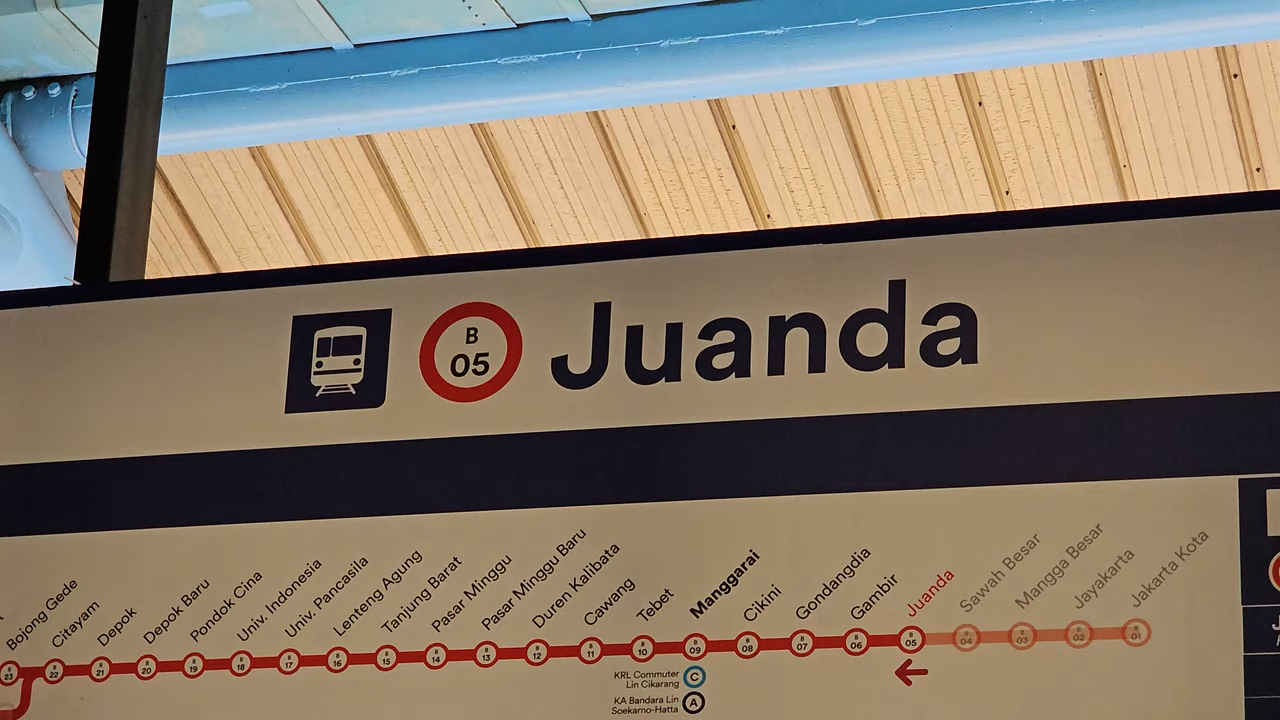 B
05
Juanda
Bojong Gede
Citayam
Depok
Depok Baru
Pondok Cina
Univ. Indonesia
Univ. Pancasila
Lenteng Agung
Tanjung Barat
Pasar Minggu
Pasar Minggu Baru
Duren Kalibata
Cawang
Tebet
Manggarai
Cikini
Gondangdia
Gambir
Juanda
Sawah Besar
Mangga Besar
Jayakarta
Jakarta Kota
B 23
B 22
B 21
B 20
B 19
B 18
B 17
B 16
B 15
B 14
B 13
B 12
B 11
B 10
B 09
B 08
B 07
B 06
B 05
B 04
B 03
B 02
B 01
KRL Commuter
Lin Cikarang
C
KA Bandara Lin
Soekarno-Hatta
A